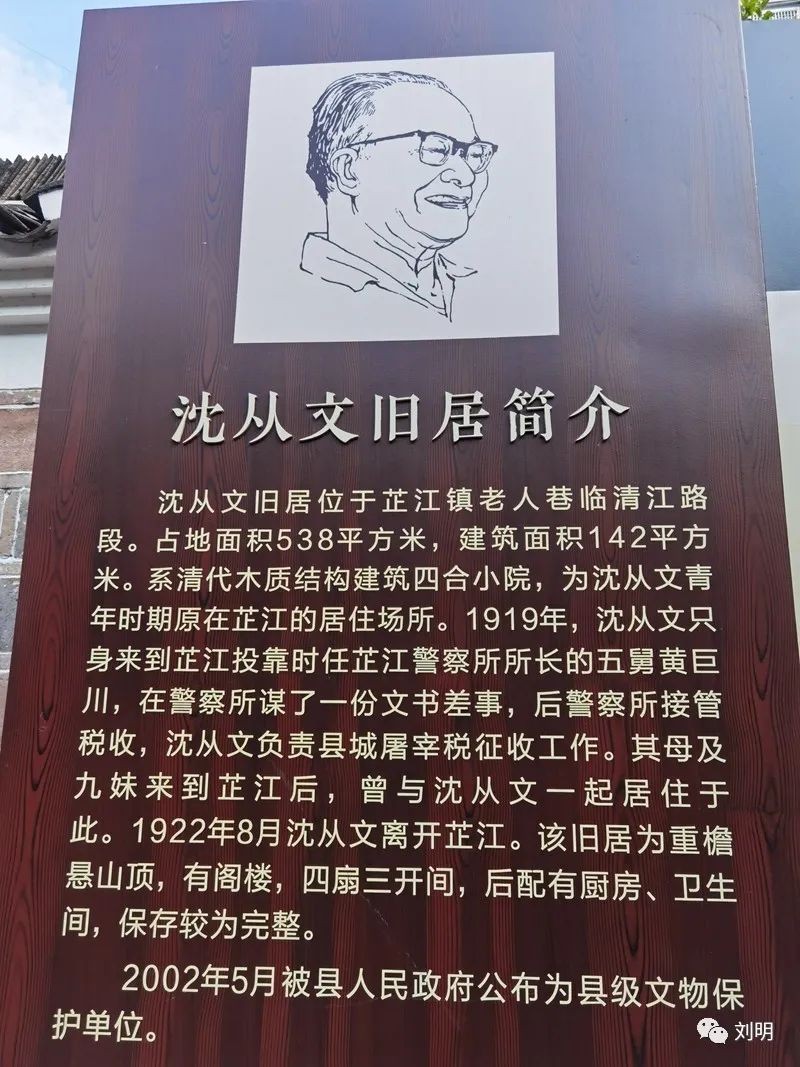 沈从文旧居简介
沈从文旧居位于芷江镇老人巷临清江路
段。占地面积538平方米，建筑面积142平方
米。系清代木质结构建筑四合小院，为沈从文青
年时期原在芷江的居住场所。1919年，沈从文只
身来到芷江投靠时任芷江警察所所长的五舅黄巨
川，在警察所谋了一份文书差事，后警察所接管
税收，沈从文负责县城屠宰税征收工作。其母及
九妹来到芷江后，曾与沈从文一起居住于
此。1922年8月沈从文离开芷江。该旧居为重檐
悬山顶，有阁楼，四扇三开间，后配有厨房、卫生
间，保存较为完整。
2002年5月被县人民政府公布为县级文物保
护单位。
刘明